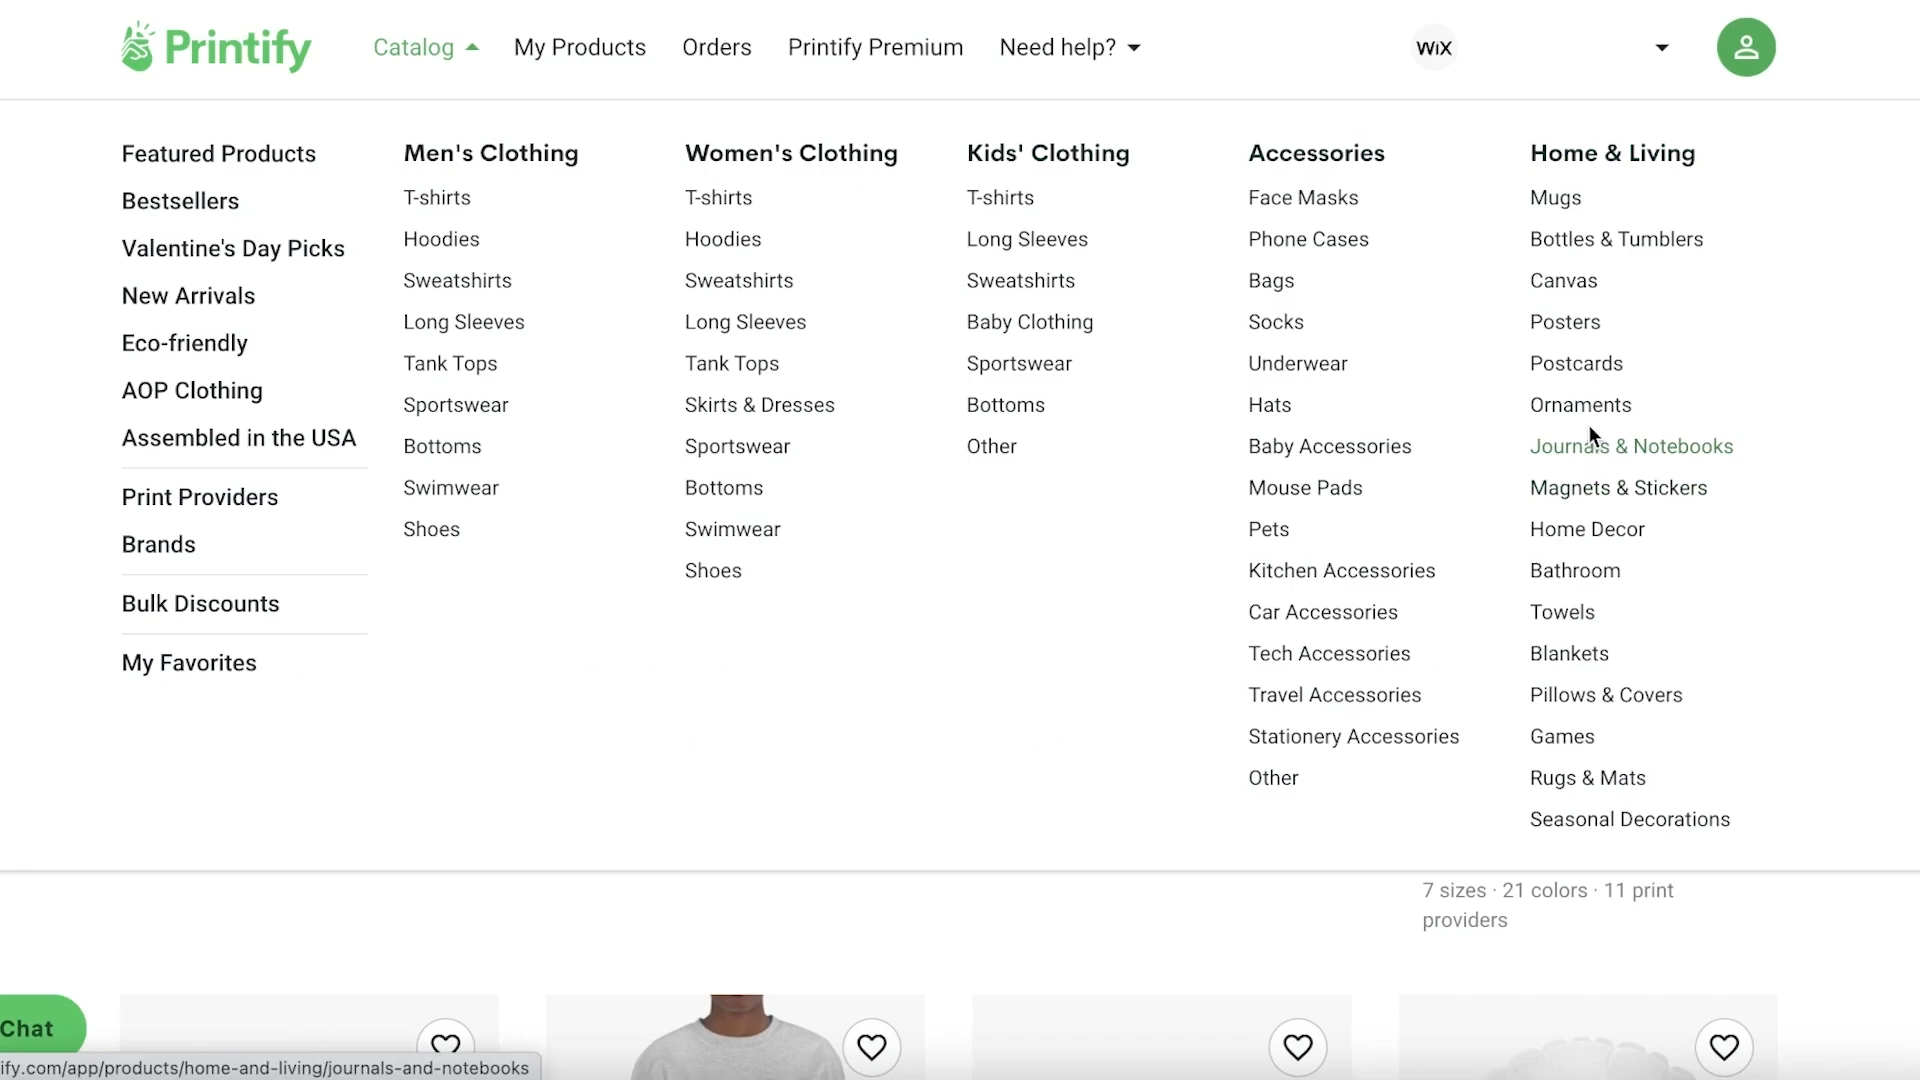 Printify
Catalog
My Products
Orders
Printify Premium
Need help?
WiX
Featured Products
Bestsellers
Valentine's Day Picks
New Arrivals
Eco-friendly
AOP Clothing
Assembled in the USA
Print Providers
Brands
Bulk Discounts
My Favorites
Men's Clothing
T-shirts
Hoodies
Sweatshirts
Long Sleeves
Tank Tops
Sportswear
Bottoms
Swimwear
Shoes
Women's Clothing
T-shirts
Hoodies
Sweatshirts
Long Sleeves
Tank Tops
Skirts & Dresses
Sportswear
Bottoms
Swimwear
Shoes
Kids' Clothing
T-shirts
Long Sleeves
Sweatshirts
Baby Clothing
Sportswear
Bottoms
Other
Accessories
Face Masks
Phone Cases
Bags
Socks
Underwear
Hats
Baby Accessories
Mouse Pads
Pets
Kitchen Accessories
Car Accessories
Tech Accessories
Travel Accessories
Stationery Accessories
Other
Home & Living
Mugs
Bottles & Tumblers
Canvas
Posters
Postcards
Ornaments
Journals & Notebooks
Magnets & Stickers
Home Decor
Bathroom
Towels
Blankets
Pillows & Covers
Games
Rugs & Mats
Seasonal Decorations
7 sizes · 21 colors · 11 print
providers
Chat
ify.com/app/products/home-and-living/journals-and-notebooks